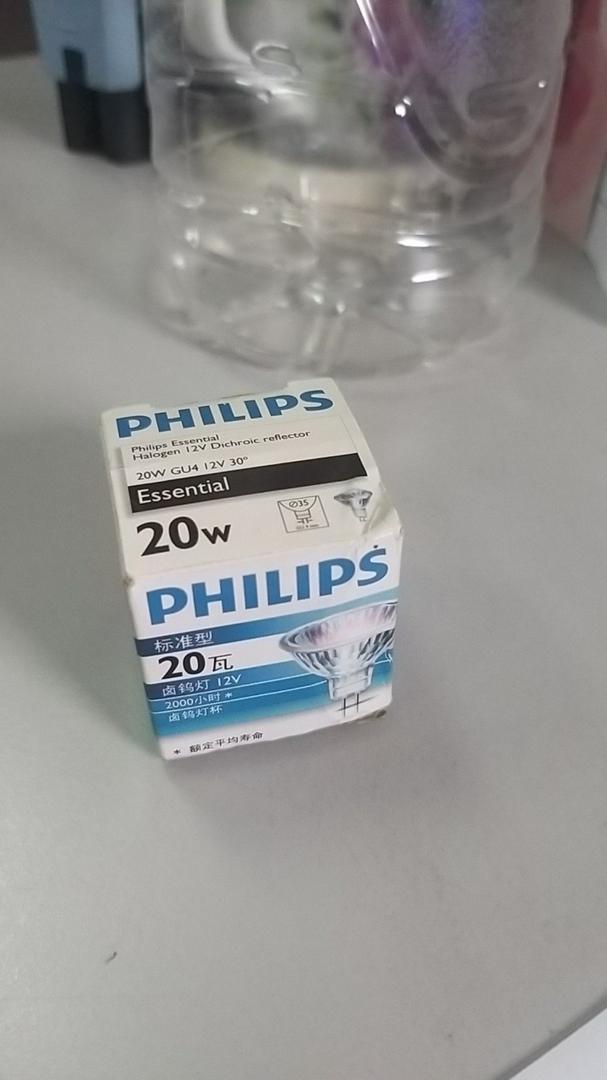 PHILIPS
Philips Essential
Halogen 12V Dichroic reflector
20W GU4 12V 30°
Essential
20w
Ø35
PHILIPS
标准型
20瓦
卤钨灯 12V
2000小时 *
卤钨灯杯
* 额定平均寿命